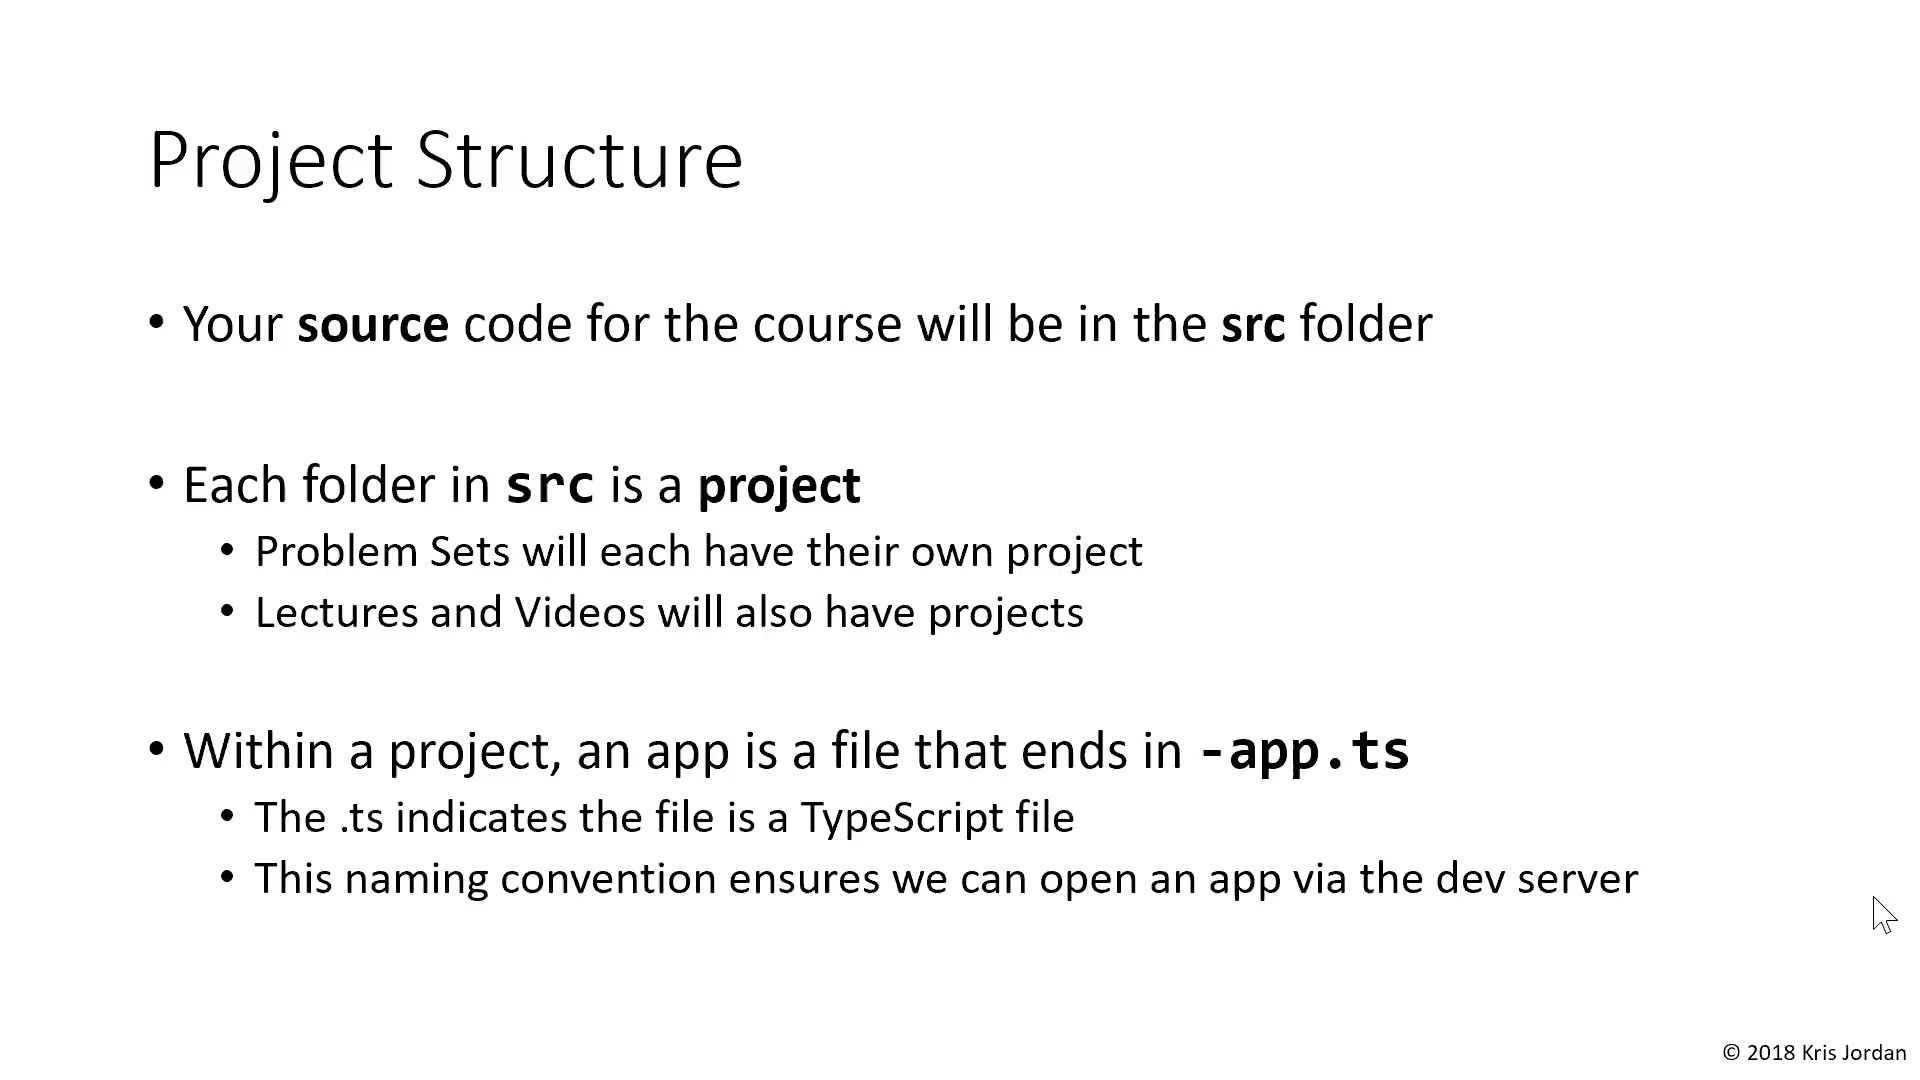 Project Structure
• Your source code for the course will be in the src folder
• Each folder in src is a project
• Problem Sets will each have their own project
• Lectures and Videos will also have projects
• Within a project, an app is a file that ends in -app.ts
• The .ts indicates the file is a TypeScript file
• This naming convention ensures we can open an app via the dev server
© 2018 Kris Jordan